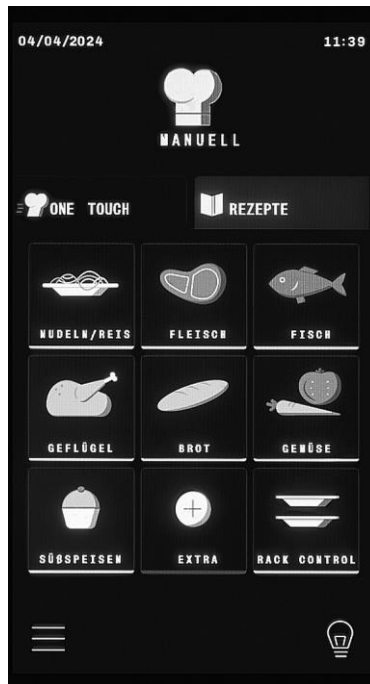 04/04/2024 11:39
MANUELL
ONE TOUCH REZEPTE
NUDELN/REIS FLEISCH FISCH
GEFLÜGEL BROT GEMÜSE
SÜßSPEISEN EXTRA RACK CONTROL